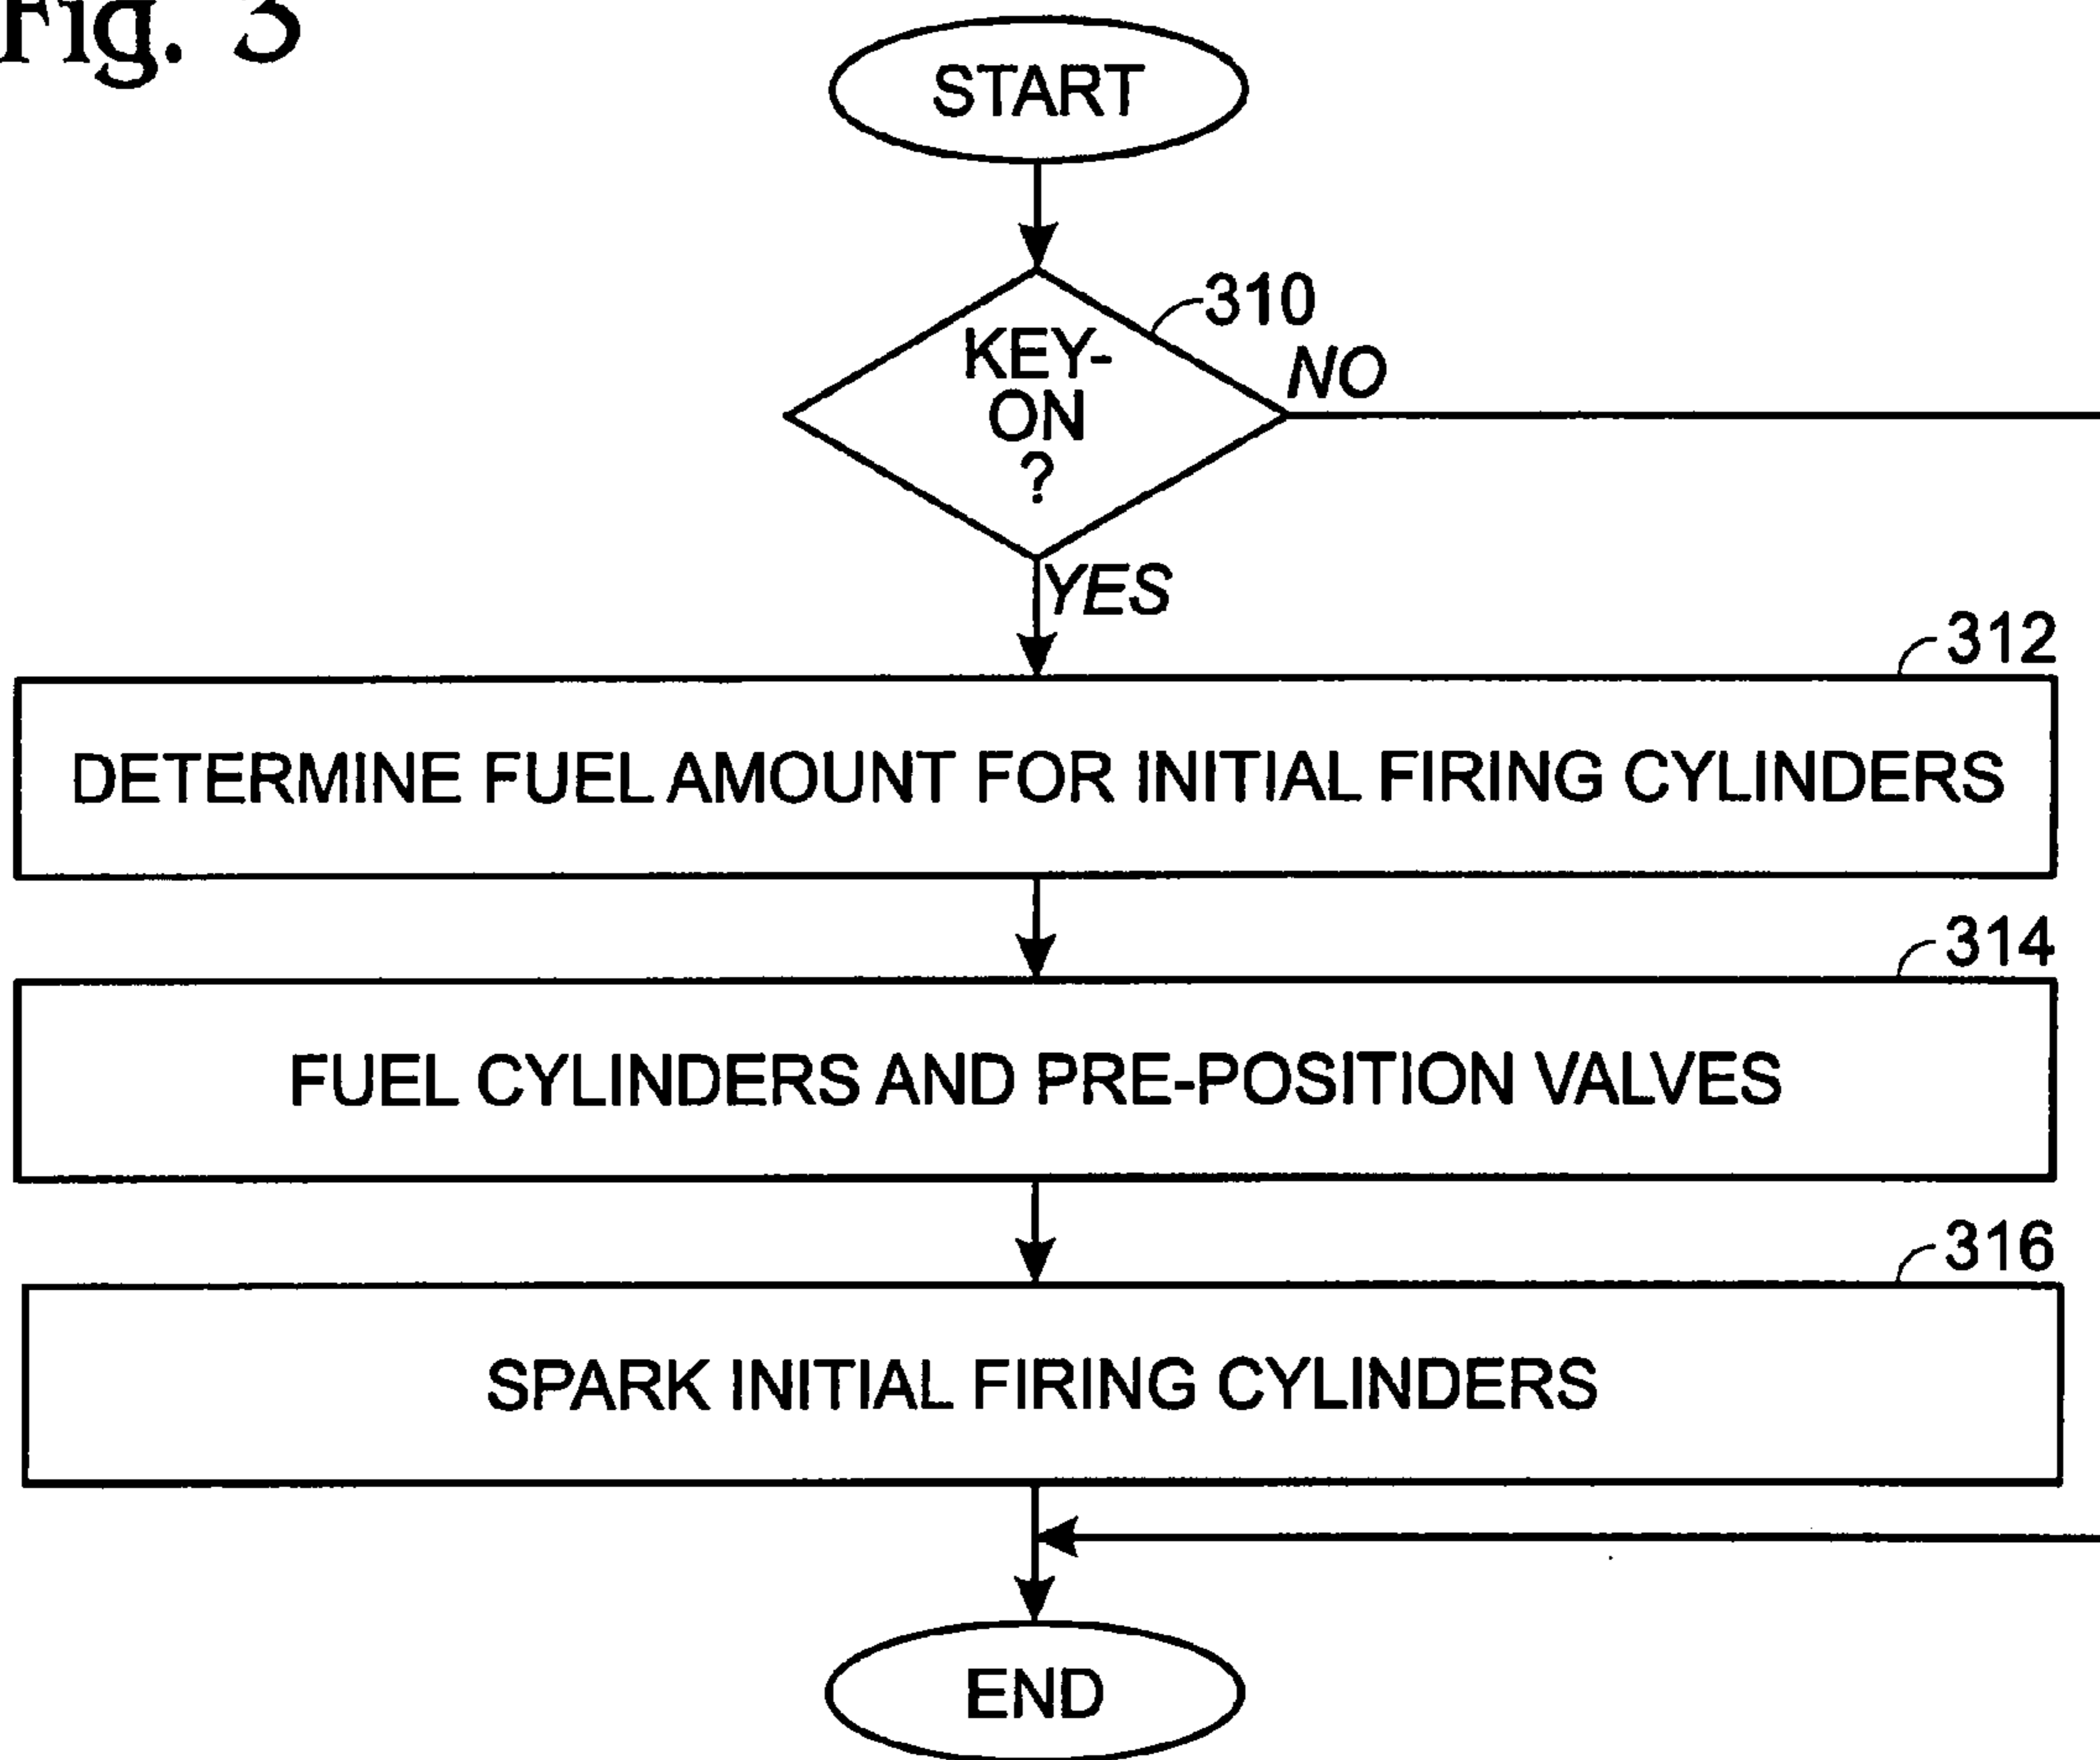 Fig. 3
START
310
KEY-
ON
?
NO
YES
312
DETERMINE FUEL AMOUNT FOR INITIAL FIRING CYLINDERS
314
FUEL CYLINDERS AND PRE-POSITION VALVES
316
SPARK INITIAL FIRING CYLINDERS
END